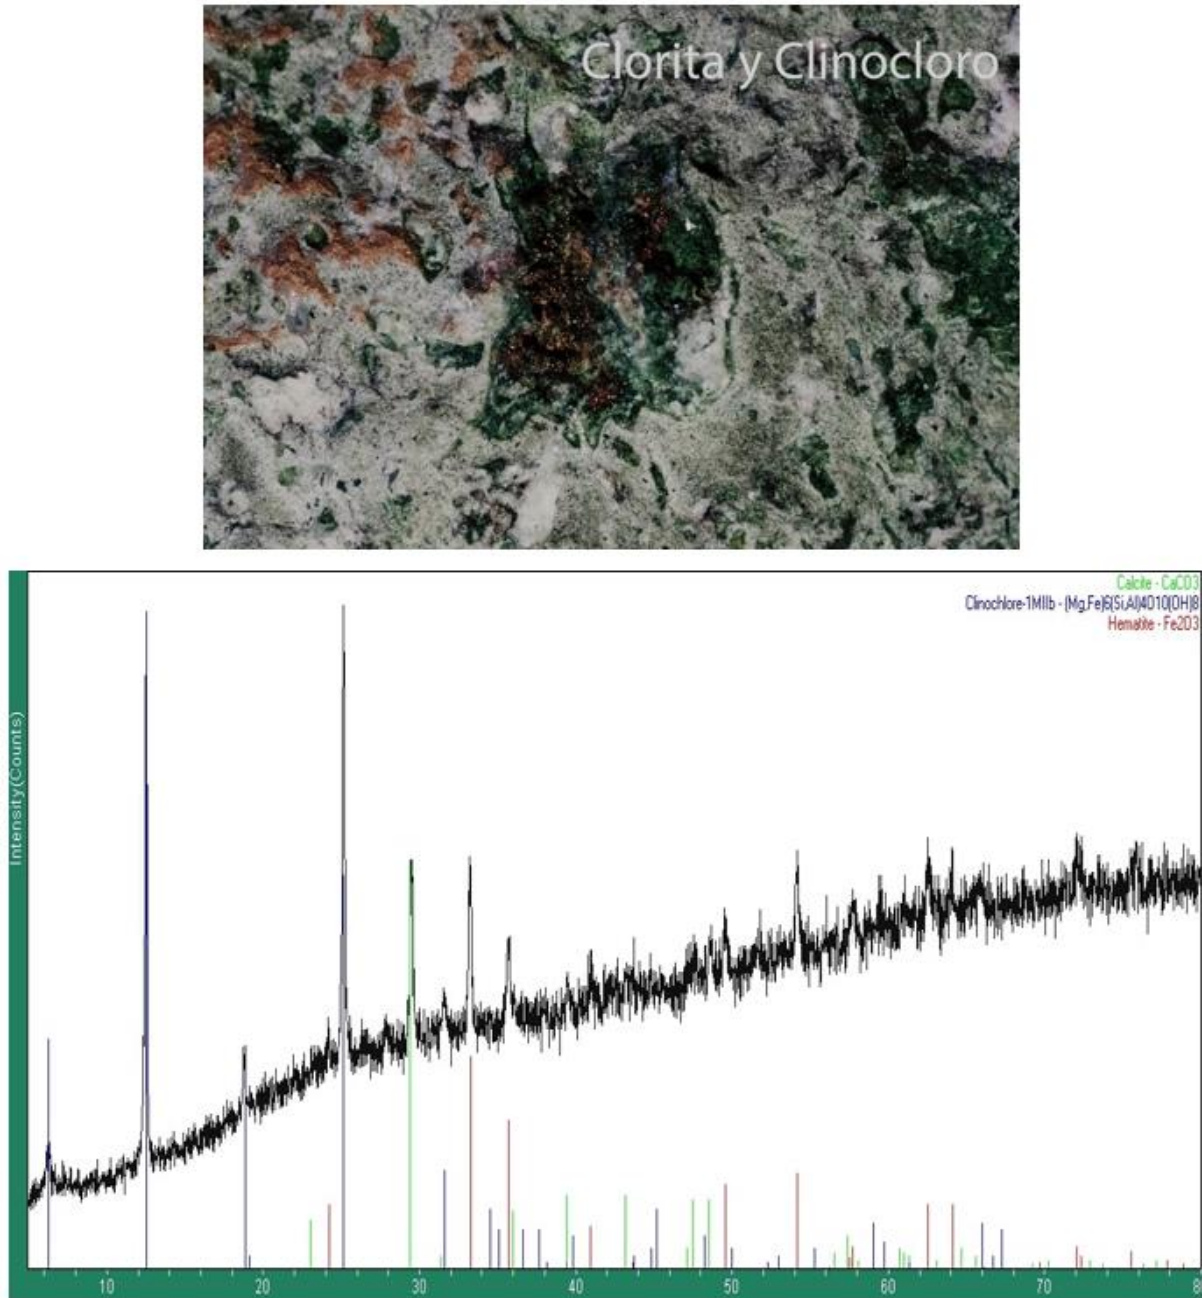 Clorita y Clinocloro
Calcite - CaCO3
Clinochlore-1MIIb - (Mg,Fe)6(Si,Al)4O10(OH)8
Hematite - Fe2O3
Intensity(Counts)
10 20 30 40 50 60 70 8